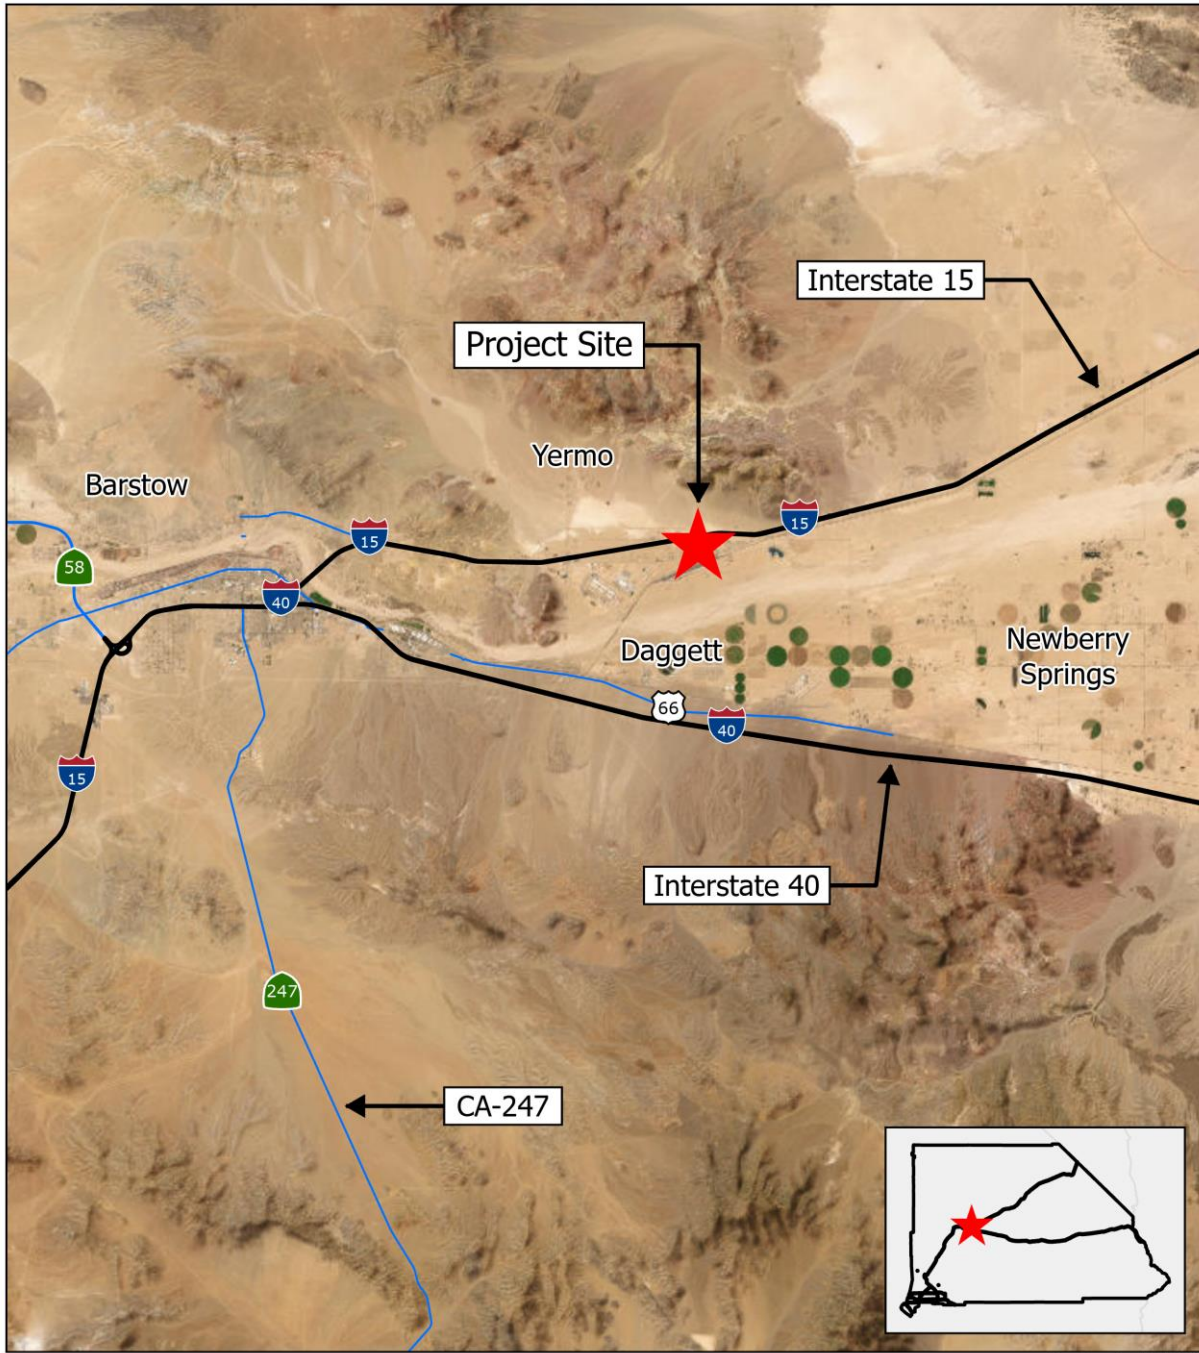 Interstate 15
Project Site
Yermo
Barstow
15
15
58
40
Daggett
Newberry
Springs
66
40
15
Interstate 40
247
CA-247